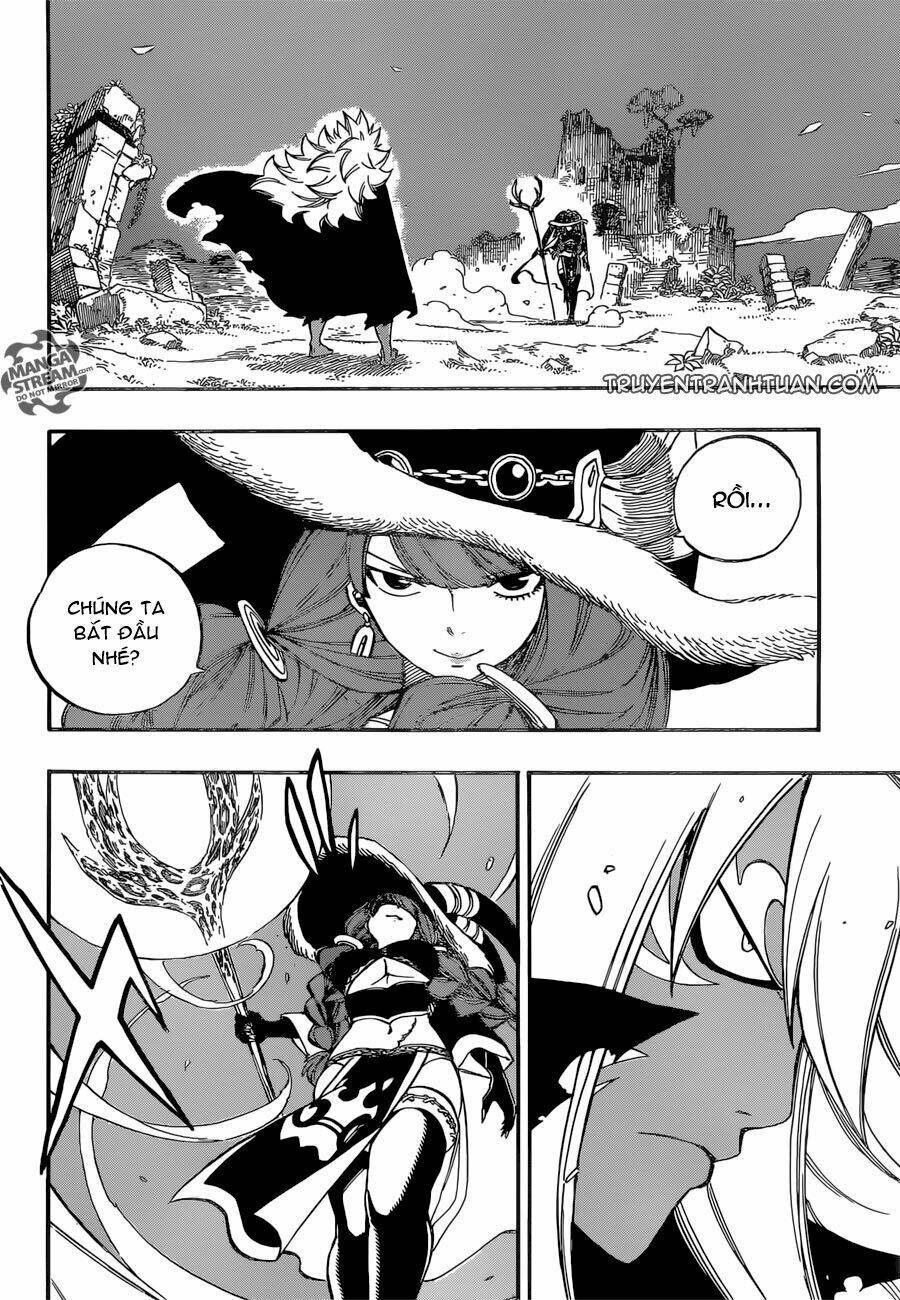 MANGA
STREAM.com
DO NOT MIRROR
TRUYENTRANHTUAN.COM
RỒI...
CHÚNG TA
BẮT ĐẦU
NHÉ?